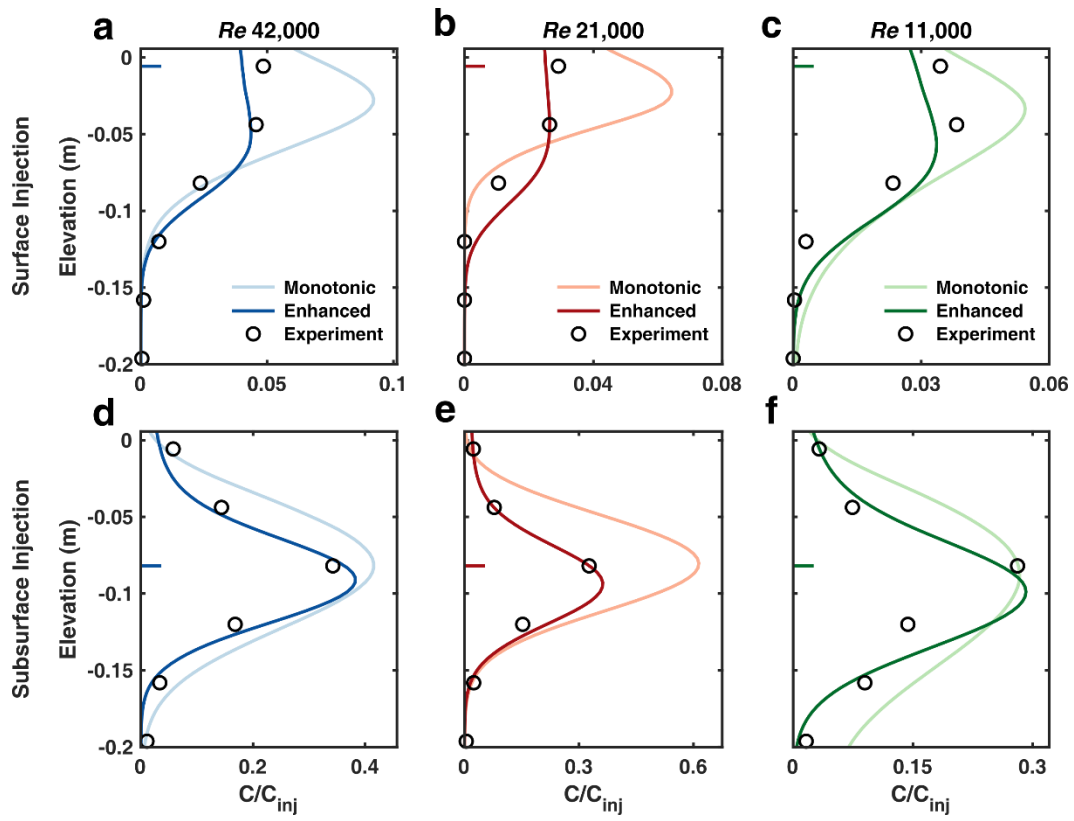 a Re 42,000
b Re 21,000
c Re 11,000
Surface Injection
Elevation (m)
0
-0.05
-0.1
-0.15
-0.2
Monotonic
Enhanced
Experiment
0 0.05 0.1
Monotonic
Enhanced
Experiment
0 0.04 0.08
Monotonic
Enhanced
Experiment
0 0.03 0.06
d
e
f
Subsurface Injection
Elevation (m)
0
-0.05
-0.1
-0.15
-0.2
0 0.2 0.4
C/Cinj
0 0.3 0.6
C/Cinj
0 0.15 0.3
C/Cinj